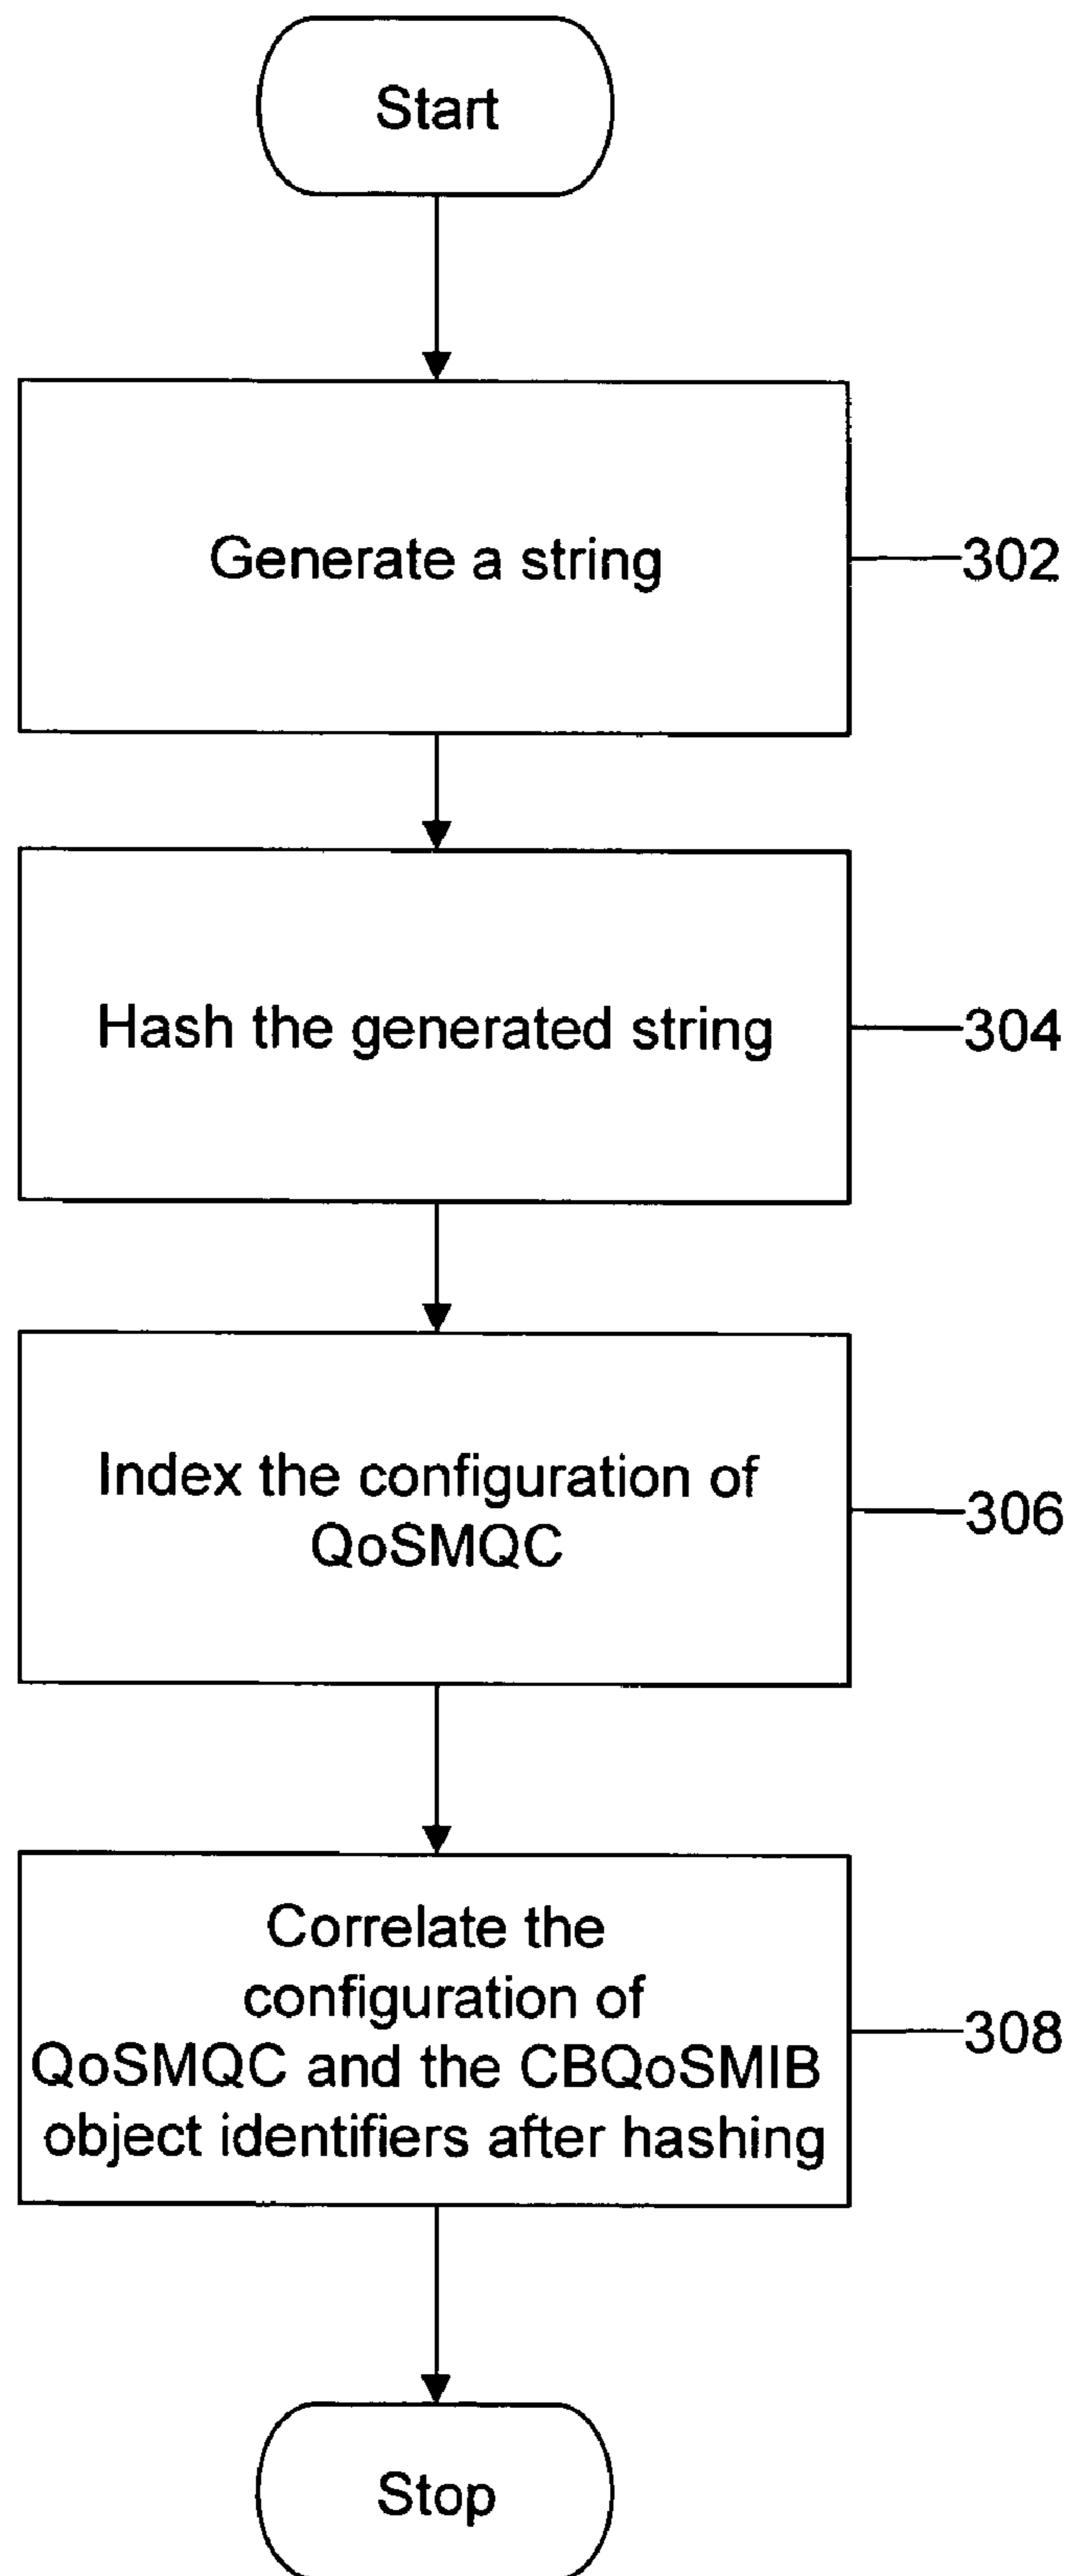 Start
Generate a string
302
Hash the generated string
304
Index the configuration of
QoSMQC
306
Correlate the
configuration of
QoSMQC and the CBQoSMIB
object identifiers after hashing
308
Stop